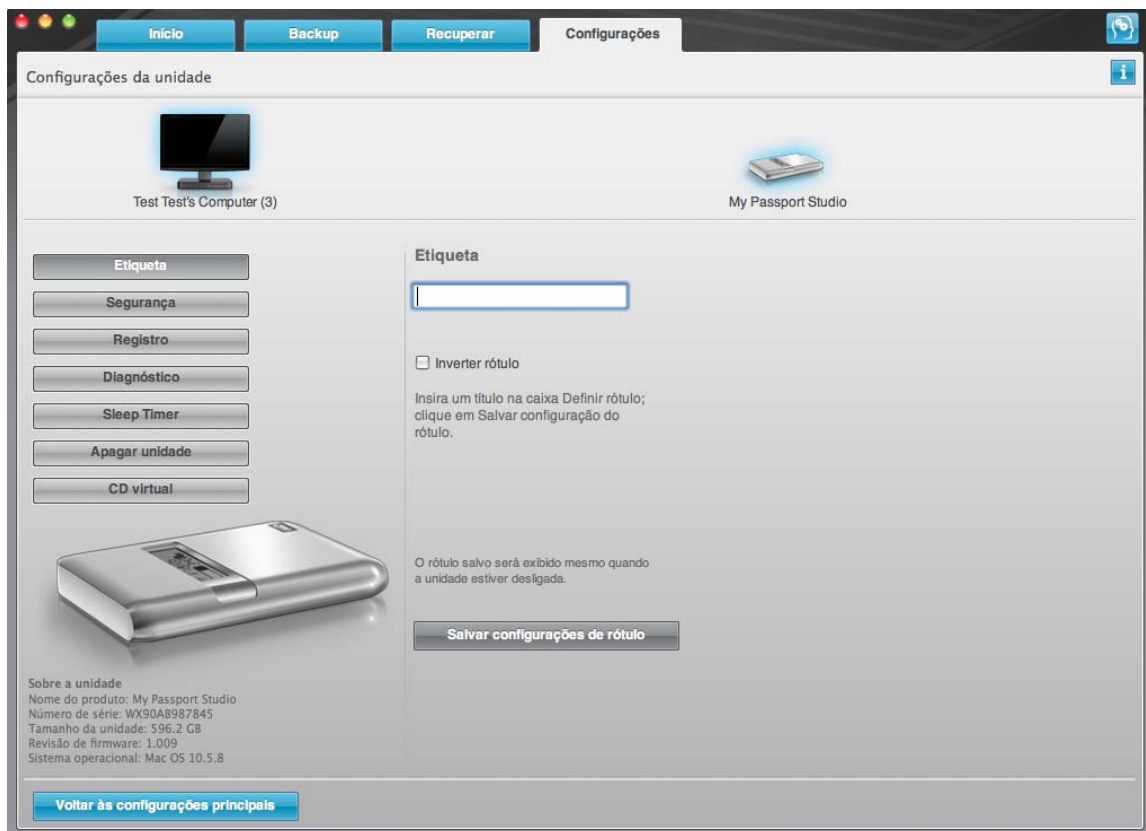 Início
Backup
Recuperar
Configurações
Configurações da unidade
i
Test Test's Computer (3)
My Passport Studio
Etiqueta
Segurança
Registro
Diagnóstico
Sleep Timer
Apagar unidade
CD virtual
Etiqueta
Inverter rótulo
Insira um título na caixa Definir rótulo;
clique em Salvar configuração do
rótulo.
O rótulo salvo será exibido mesmo quando
a unidade estiver desligada.
Salvar configurações de rótulo
Sobre a unidade
Nome do produto: My Passport Studio
Número de série: WX90AB987845
Tamanho da unidade: 596.2 GB
Revisão de firmware: 1.009
Sistema operacional: Mac OS 10.5.8
Voltar às configurações principais